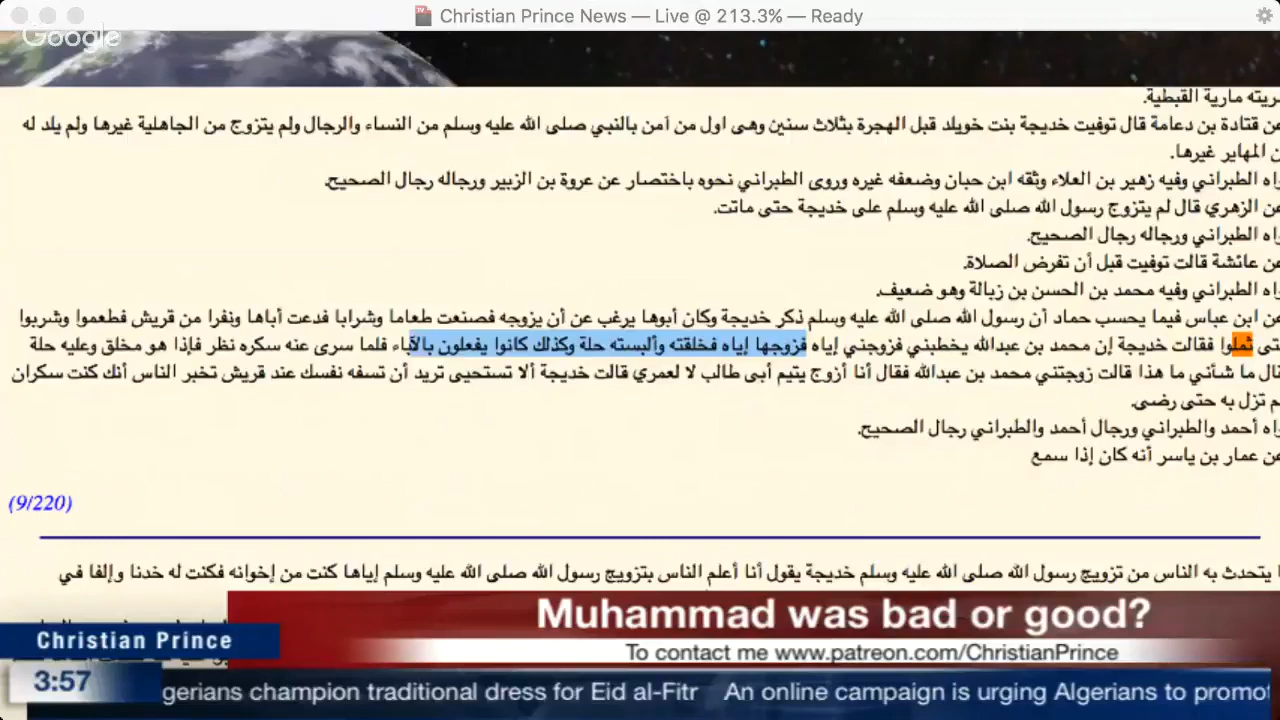 Christian Prince News — Live @ 213.3% — Ready
Google
ريته مارية القبطية.
ن قتادة بن دعامة قال توفيت خديجة بنت خويلد قبل الهجرة بثلاث سنين وهى اول من أمن بالنبي صلى الله عليه وسلم من النساء والرجال ولم يتزوج من الجاهلية غيرها ولم يلد له
ن المهاير غيرها.
اه الطبراني وفيه زهير بن العلاء وثقه ابن حبان وضعفه غيره وروى الطبراني نحوه باختصار عن عروة بن الزبير ورجاله رجال الصحيح.
ن الزهري قال لم يتزوج رسول الله صلى الله عليه وسلم على خديجة حتى ماتت.
اه الطبراني ورجاله رجال الصحيح.
ن عائشة قالت توفيت قبل أن تفرض الصلاة.
اه الطبراني وفيه محمد بن الحسن بن زبالة وهو ضعيف.
ن ابن عباس فيما يحسب حماد أن رسول الله صلى الله عليه وسلم ذكر خديجة وكان أبوها يرغب عن أن يزوجه فصنعت طعاما وشرابا فدعت أباها ونفرا من قريش فطعموا وشربوا
تى ثملوا فقالت خديجة إن محمد بن عبدالله يخطبني فزوجني إياه فزوجها إياه فخلقته وألبسته حلة وكذلك كانوا يفعلون بالآباء فلما سرى عنه سكره نظر فإذا هو مخلق وعليه حلة
ال ما شأني ما هذا قالت زوجتني محمد بن عبدالله فقال أنا أزوج يتيم أبى طالب لا لعمري قالت خديجة ألا تستحيى تريد أن تسفه نفسك عند قريش تخبر الناس أنك كنت سكران
م تزل به حتى رضى.
اه أحمد والطبراني ورجال أحمد والطبراني رجال الصحيح.
ن عمار بن ياسر أنه كان إذا سمع
(9/220)
ا يتحدث به الناس من تزويج رسول الله صلى الله عليه وسلم خديجة يقول أنا أعلم الناس بتزويج رسول الله صلى الله عليه وسلم إياها كنت من إخوانه فكنت له خدنا وإلفا في
Muhammad was bad or good?
Christian Prince
To contact me www.patreon.com/ChristianPrince
3:57
gerians champion traditional dress for Eid al-Fitr An online campaign is urging Algerians to promot